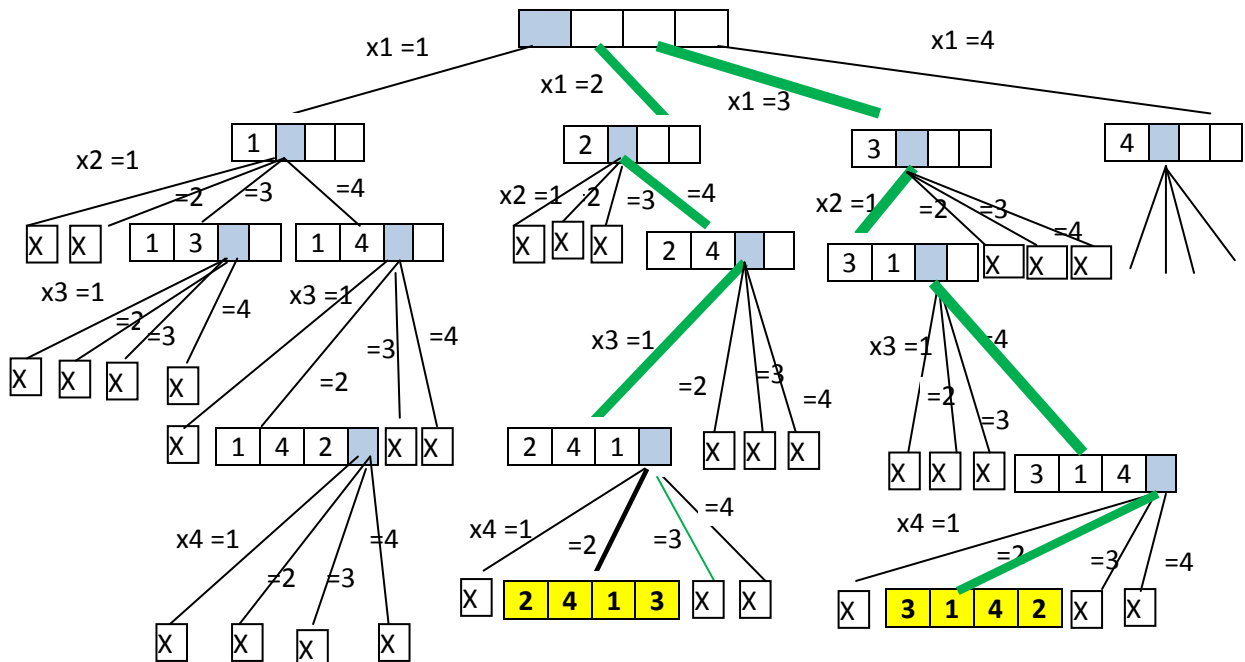 x1 =1
x1 =2
x1 =3
x1 =4
1
2
3
4
x2 =1
=2
=3
=4
x2 =1
=2
=3
=4
x2 =1
=2
=3
=4
X X 1 3
1 4
X X X
2 4
3 1
X X X
x3 =1
=2
=3
=4
x3 =1
=2
=3
=4
x3 =1
=2
=3
=4
x3 =1
=2
=3
=4
X X X X
X
1 4 2
X X
2 4 1
X X X
X X X
3 1 4
x4 =1
=2
=3
=4
x4 =1
=2
=3
=4
x4 =1
=2
=3
=4
X
2 4 1 3
X X
X
3 1 4 2
X X
X X X X